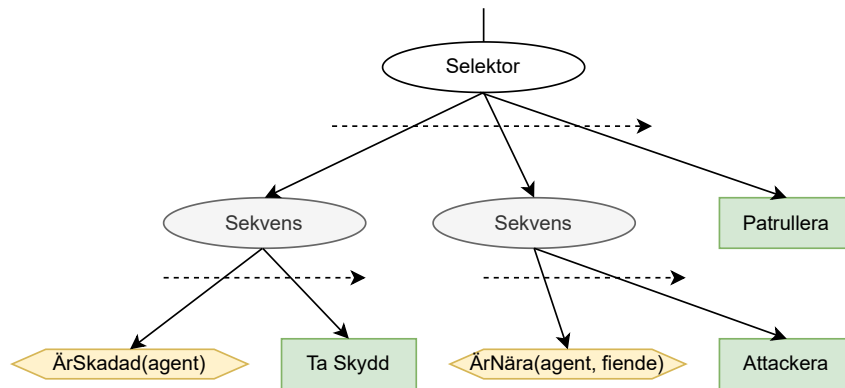 Selektor
Sekvens
Sekvens
Patrullera
ÄrSkadad(agent)
Ta Skydd
ÄrNära(agent, fiende)
Attackera